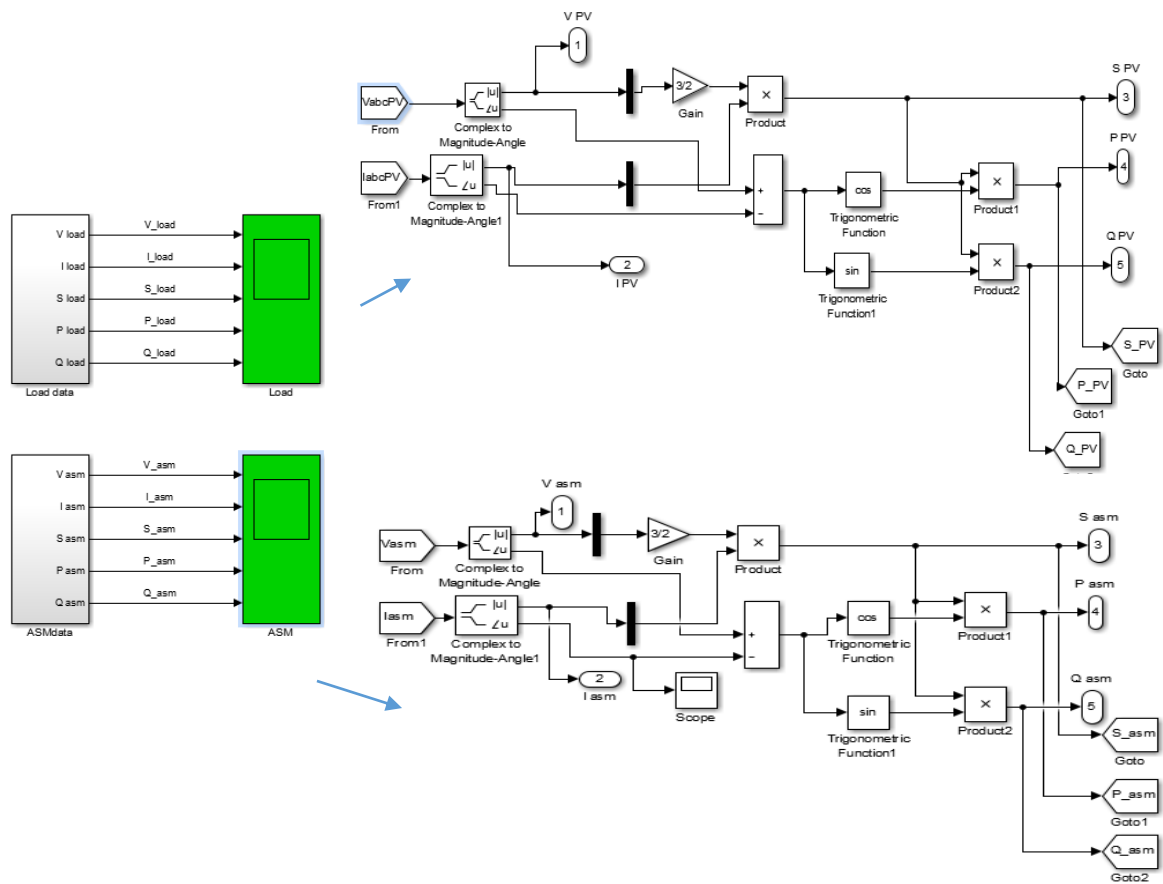 V PV
1
VabcPV
From
|u|
∠u
Complex to
Magnitude-Angle
3/2
Gain
×
Product
S PV
3
P PV
4
IabcPV
From1
|u|
∠u
Complex to
Magnitude-Angle1
+
−
cos
Trigonometric
Function
×
Product1
Q PV
5
2
I PV
sin
Trigonometric
Function1
×
Product2
S_PV
Goto
P_PV
Goto1
Q_PV
V load
I load
S load
P load
Q load
Load data
V_load
I_load
S_load
P_load
Q_load
Load
V asm
I asm
S asm
P asm
Q asm
ASMdata
V_asm
I_asm
S_asm
P_asm
Q_asm
ASM
V asm
1
Vasm
From
|u|
∠u
Complex to
Magnitude-Angle
3/2
Gain
×
Product
S asm
3
P asm
4
Iasm
From1
|u|
∠u
Complex to
Magnitude-Angle1
+
−
cos
Trigonometric
Function
×
Product1
2
I asm
Scope
sin
Trigonometric
Function1
×
Product2
Q asm
5
S_asm
Goto
P_asm
Goto1
Q_asm
Goto2